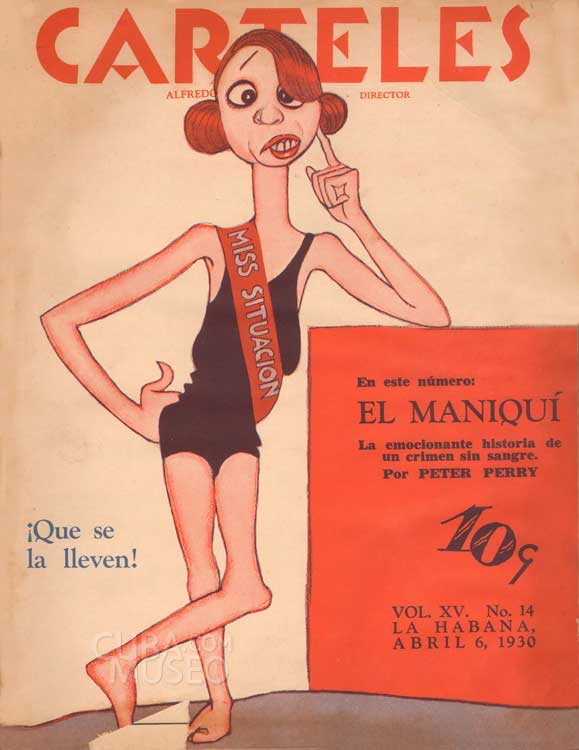 CARTELES
ALFREDO
DIRECTOR
MISS SITUACION
En este número:
EL MANIQUÍ
La emocionante historia de
un crimen sin sangre.
Por PETER PERRY
10¢
¡Que se
la lleven!
VOL. XV. No. 14
LA HABANA,
ABRIL 6, 1930
CUBA
COM
MUSEO